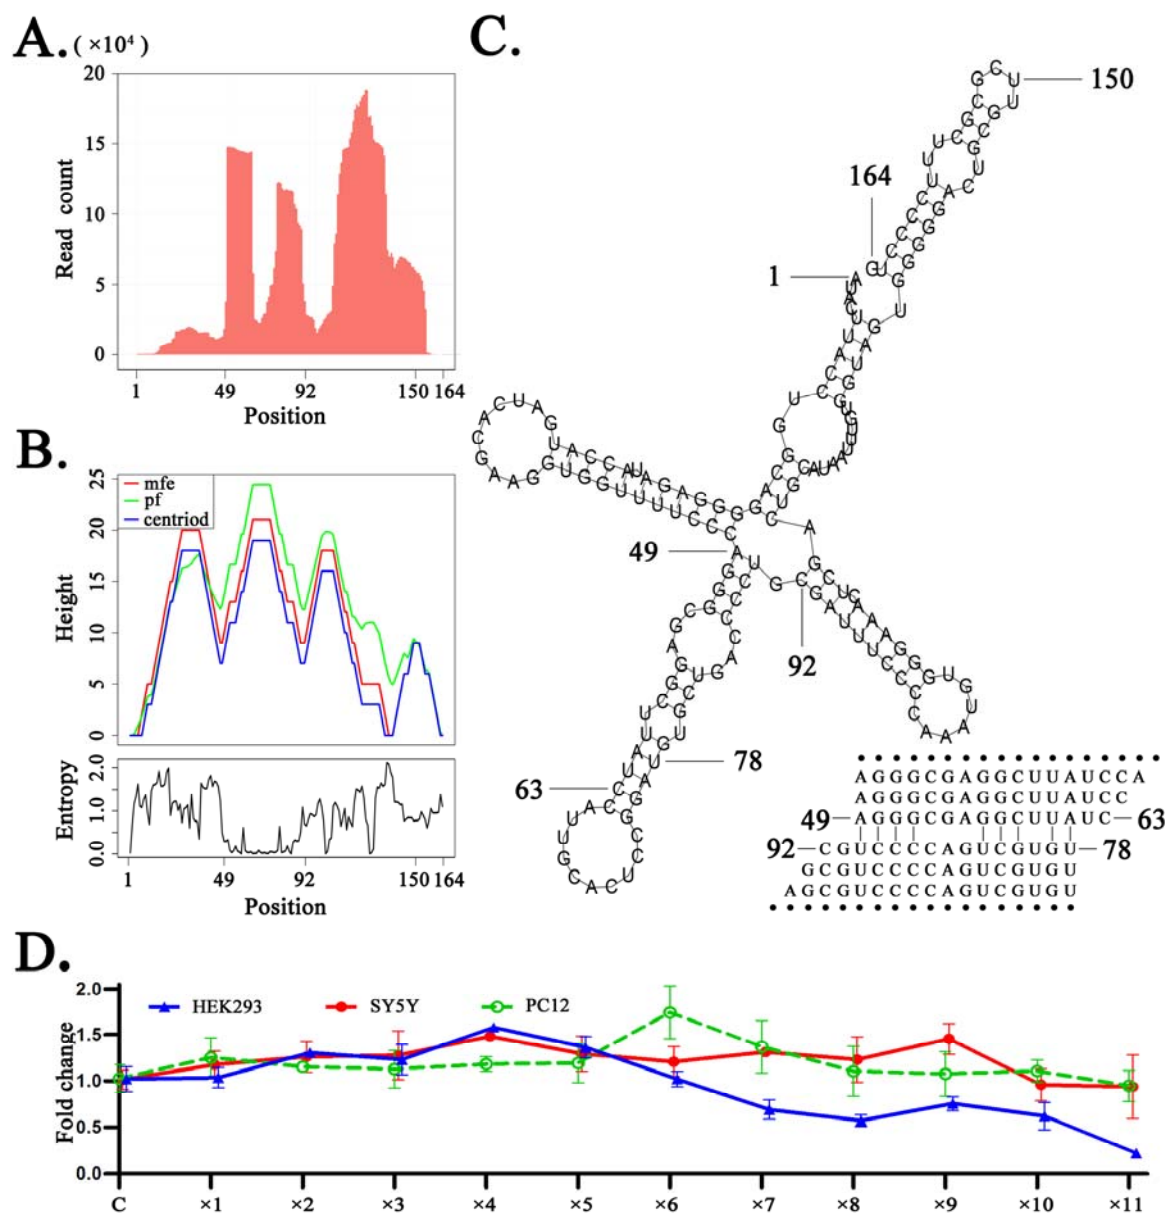 A. (×10⁴)
20
15
10
5
0
Read count
1 49 92 150 164
Position
B.
25
20
15
10
5
0
Height
mfe
pf
centriod
2.0
1.0
0.0
Entropy
1 49 92 150 164
Position
C.
150
164
1
49
92
78
63
AGGGCGAGGCUUAUCCA
AGGGCGAGGCUUAUCC
49 AGGGCGAGGCUUAUC 63
92 CGUCCCCAGUCGUGU 78
GCGUCCCCAGUCGUGU
AGCGUCCCCAGUCGUGU
D.
HEK293 SY5Y PC12
2.0
1.5
1.0
0.5
0.0
Fold change
C ×1 ×2 ×3 ×4 ×5 ×6 ×7 ×8 ×9 ×10 ×11